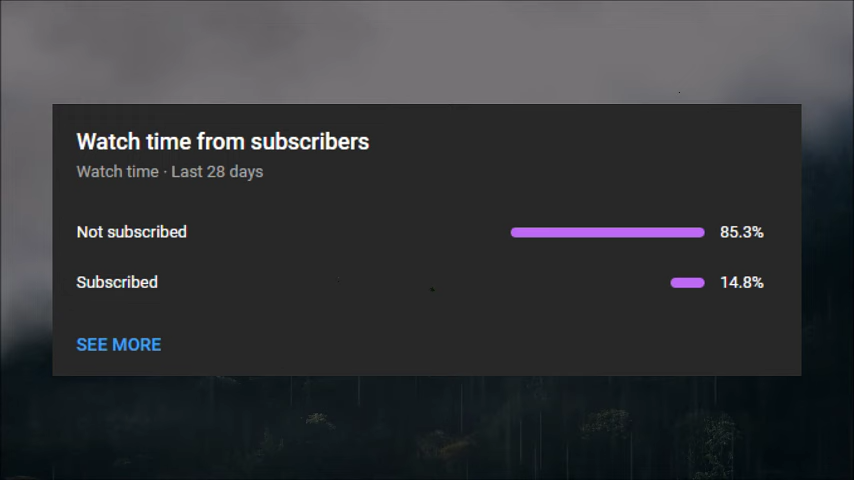 Watch time from subscribers
Watch time · Last 28 days
Not subscribed 85.3%
Subscribed 14.8%
SEE MORE